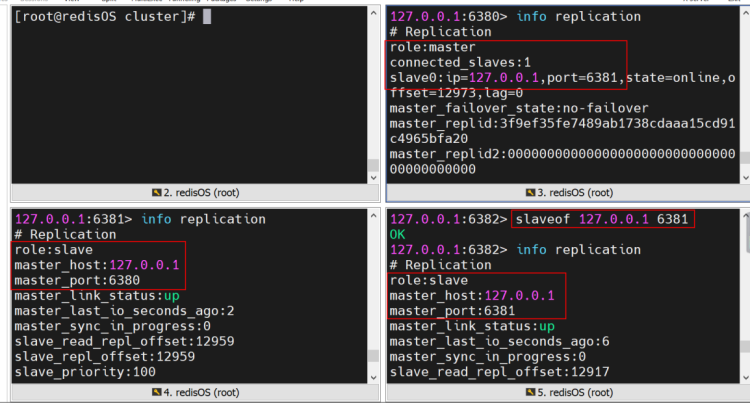 [root@redisOS cluster]#
2. redisOS (root)
127.0.0.1:6380> info replication
# Replication
role:master
connected_slaves:1
slave0:ip=127.0.0.1,port=6381,state=online,o
ffset=12973,lag=0
master_failover_state:no-failover
master_replid:3f9ef35fe7489ab1738cdaaa15cd91
c4965bfa20
master_replid2:00000000000000000000000000000
00000000000
3. redisOS (root)
127.0.0.1:6381> info replication
# Replication
role:slave
master_host:127.0.0.1
master_port:6380
master_link_status:up
master_last_io_seconds_ago:2
master_sync_in_progress:0
slave_read_repl_offset:12959
slave_repl_offset:12959
slave_priority:100
4. redisOS (root)
127.0.0.1:6382> slaveof 127.0.0.1 6381
OK
127.0.0.1:6382> info replication
# Replication
role:slave
master_host:127.0.0.1
master_port:6381
master_link_status:up
master_last_io_seconds_ago:6
master_sync_in_progress:0
slave_read_repl_offset:12917
5. redisOS (root)